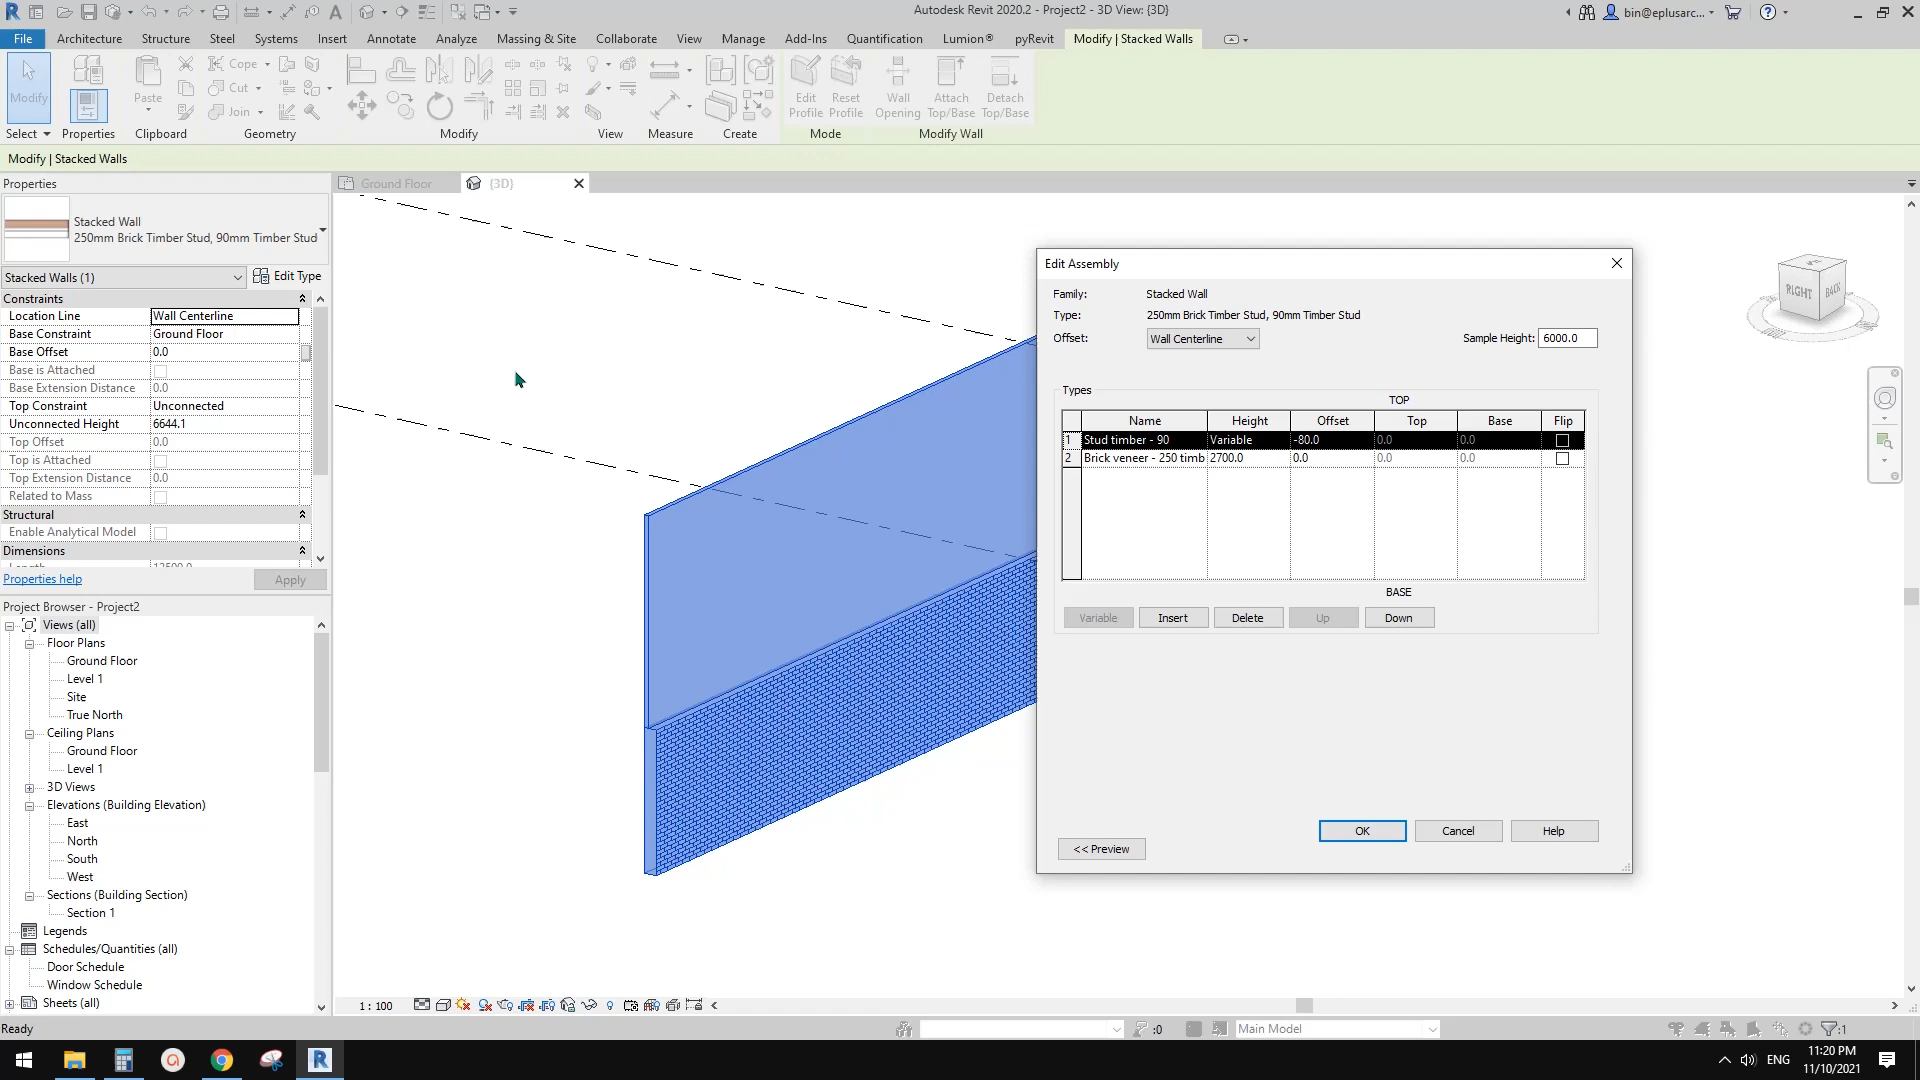 Autodesk Revit 2020.2 - Project2 - 3D View: {3D}
bin@eplusarc...
File Architecture Structure Steel Systems Insert Annotate Analyze Massing & Site Collaborate View Manage Add-Ins Quantification Lumion® pyRevit Modify | Stacked Walls
Modify
Paste
Cope
Cut
Join
Edit Profile
Reset Profile
Wall Opening
Attach Top/Base
Detach Top/Base
Select Properties Clipboard Geometry Modify View Measure Create Mode Modify Wall
Modify | Stacked Walls
Properties
Ground Floor
{3D}
Stacked Wall
250mm Brick Timber Stud, 90mm Timber Stud
Stacked Walls (1)
Edit Type
Constraints
Location Line Wall Centerline
Base Constraint Ground Floor
Base Offset 0.0
Base is Attached
Base Extension Distance 0.0
Top Constraint Unconnected
Unconnected Height 6644.1
Top Offset 0.0
Top is Attached
Top Extension Distance 0.0
Related to Mass
Structural
Enable Analytical Model
Dimensions
Properties help
Apply
Project Browser - Project2
Views (all)
Floor Plans
Ground Floor
Level 1
Site
True North
Ceiling Plans
Ground Floor
Level 1
3D Views
Elevations (Building Elevation)
East
North
South
West
Sections (Building Section)
Section 1
Legends
Schedules/Quantities (all)
Door Schedule
Window Schedule
Sheets (all)
RIGHT
BACK
Edit Assembly
Family: Stacked Wall
Type: 250mm Brick Timber Stud, 90mm Timber Stud
Offset: Wall Centerline
Sample Height: 6000.0
Types
TOP
Name Height Offset Top Base Flip
1 Stud timber - 90 Variable -80.0 0.0 0.0
2 Brick veneer - 250 timb 2700.0 0.0 0.0 0.0
BASE
Variable Insert Delete Up Down
OK Cancel Help
<< Preview
1 : 100
Ready
:0
Main Model
:1
ENG
11:20 PM
11/10/2021